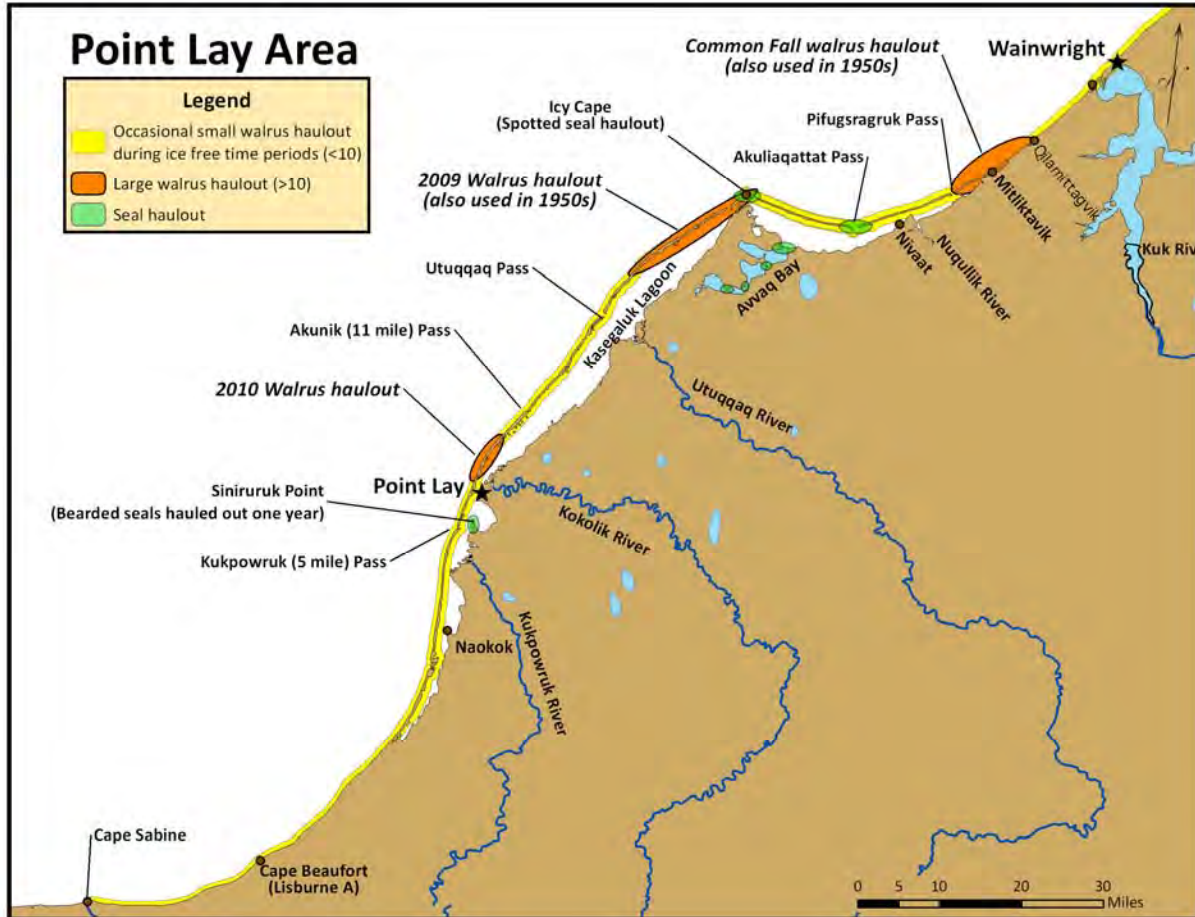 Point Lay Area
Legend
Occasional small walrus haulout
during ice free time periods (<10)
Large walrus haulout (>10)
Seal haulout
Common Fall walrus haulout
(also used in 1950s)
Wainwright
Icy Cape
(Spotted seal haulout)
Pifugsragruk Pass
Akuliaqattat Pass
2009 Walrus haulout
(also used in 1950s)
Qilamittagvik
Mitliktavik
Utuqqaq Pass
Kasegaluk Lagoon
Avvaq Bay
Nivaat
Nuqullik River
Kuk Riv
Akunik (11 mile) Pass
2010 Walrus haulout
Utuqqaq River
Point Lay
Siniruruk Point
(Bearded seals hauled out one year)
Kokolik River
Kukpowruk (5 mile) Pass
Naokok
Kukpowruk River
Cape Sabine
Cape Beaufort
(Lisburne A)
0 5 10 20 30
Miles